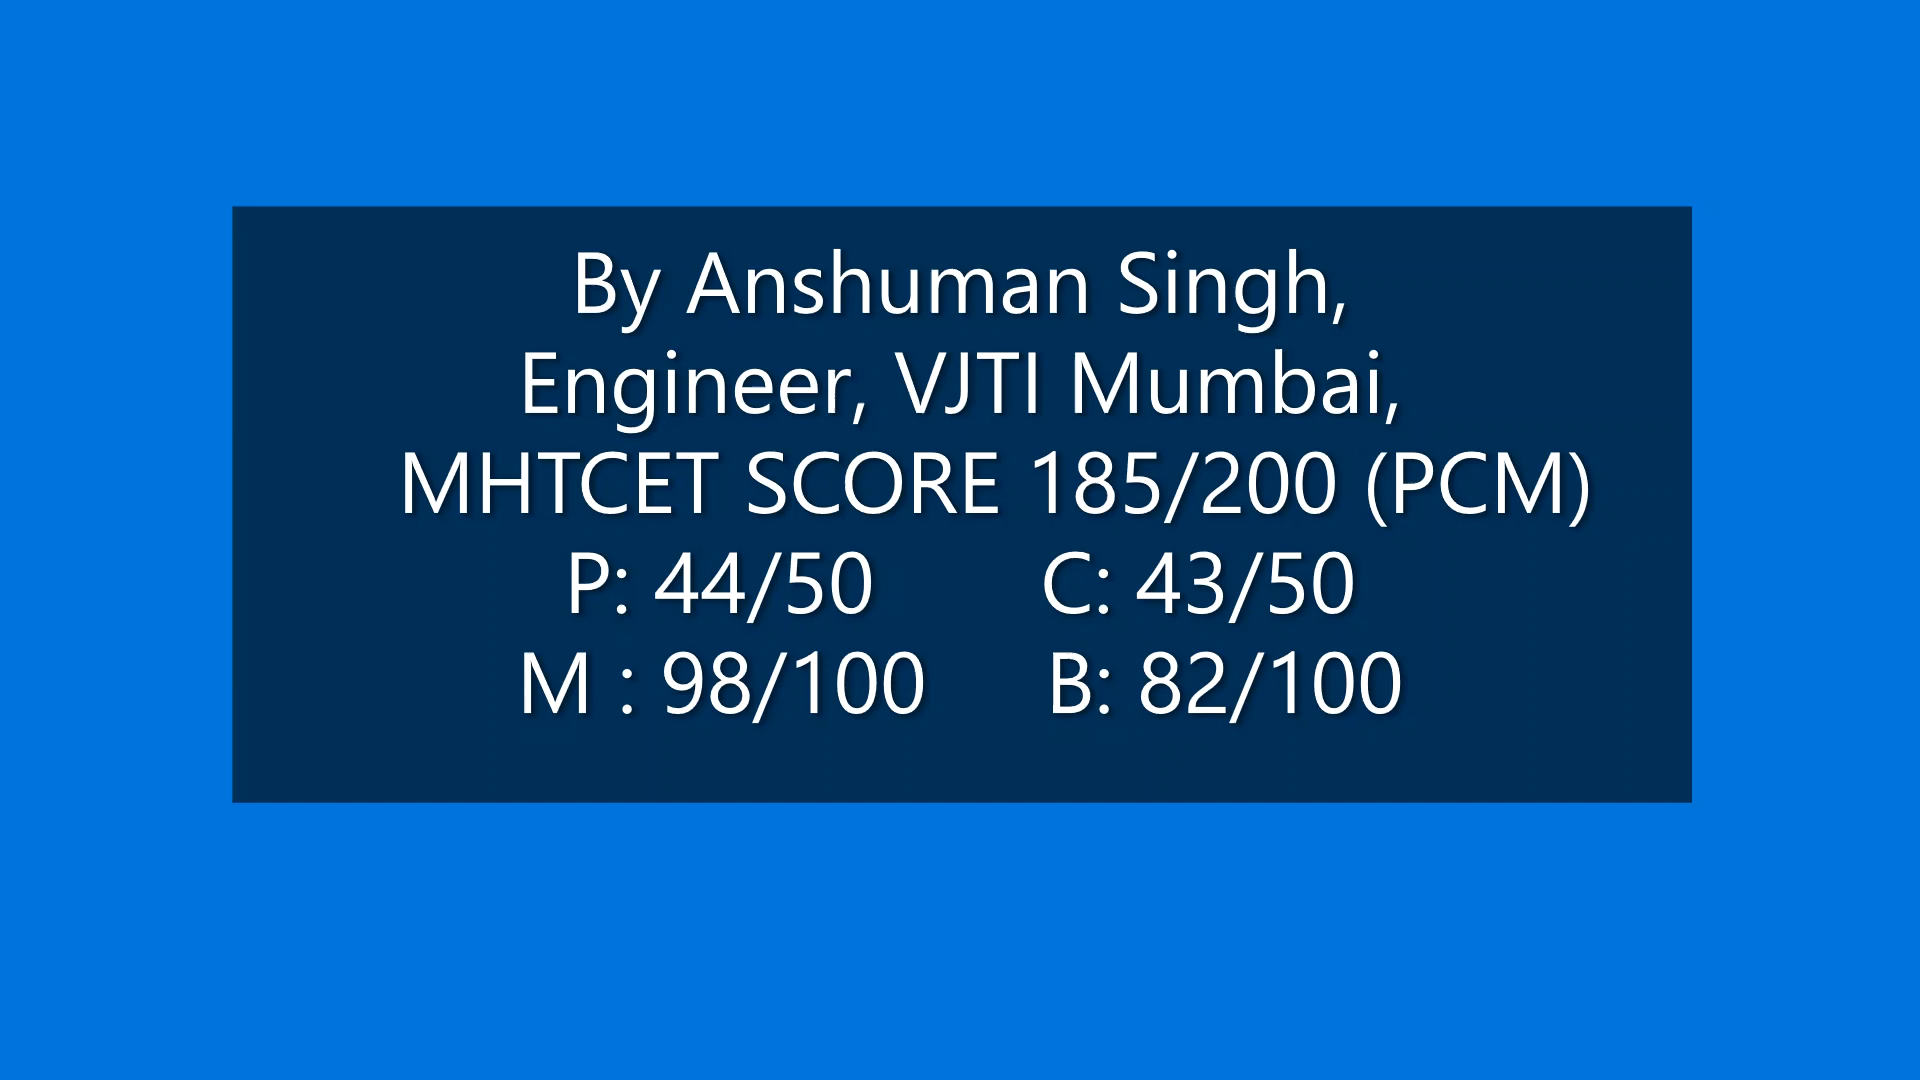 By Anshuman Singh,
Engineer, VJTI Mumbai,
MHTCET SCORE 185/200 (PCM)
P: 44/50 C: 43/50
M : 98/100 B: 82/100